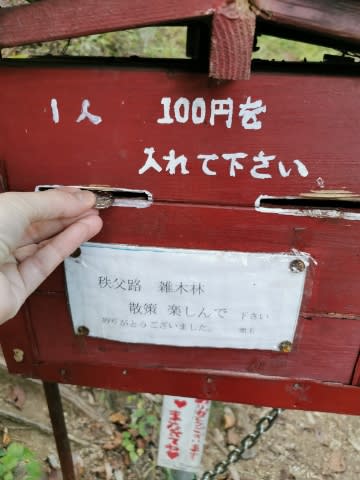 1人 100円を
入れて下さい
秩父路 雑木林
散策 楽しんで 下さい
ありがとうございました。